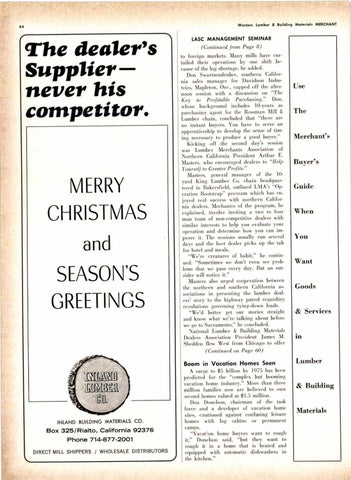 44
Western Lumber & Building Materials MERCHANT
The dealer's
Supplier—
never his
competitor.
MERRY
CHRISTMAS
and
SEASON'S
GREETINGS
INLAND
LUMBER
CO.
INLAND BUILDING MATERIALS CO.
Box 325/Rialto, California 92376
Phone 714-877-2001
DIRECT MILL SHIPPERS / WHOLESALE DISTRIBUTORS
LASC MANAGEMENT SEMINAR
(Continued from Page 8)
to foreign markets. Many mills have cur-
tailed their operations by one shift be-
cause of the log shortage, he added.
Don Swartzendruber, southern Califor-
nia sales manager for Davidson Indus-
tries, Mapleton, Ore., capped off the after-
noon session with a discussion on "The
Key to Profitable Purchasing." Don,
whose background includes 10-years as
purchasing agent for the Rossman Mill &
Lumber chain, concluded that "there are
no instant buyers. You have to serve an
apprenticeship to develop the sense of tim-
ing necessary to produce a good buyer."
Kicking off the second day's session
was Lumber Merchants Association of
Northern California President Arthur E.
Masters, who encouraged dealers to "Help
Yourself to Greater Profits."
Masters, general manager of the 10-
yard King Lumber Co. chain headquar-
tered in Bakersfield, outlined LMA's "Op-
eration Bootstrap" program which has en-
joyed real success with northern Califor-
nia dealers. Mechanics of the program, he
explained, involve inviting a two to four
man team of non-competitive dealers with
similar interests to help you evaluate your
operation and determine how you can im-
prove it. The sessions usually run several
days and the host dealer picks up the tab
for hotel and meals.
"We're creatures of habit," he contin-
ued. "Sometimes we don't even see prob-
lems that we pass every day. But an out-
sider will notice it."
Masters also urged cooperation between
the northern and southern California as-
sociations in presenting the lumber deal-
ers' story to the highway patrol regarding
regulations governing tying-down loads.
"We'd better get our stories straight
and know what we're talking about before
we go to Sacramento," he concluded.
National Lumber & Building Materials
Dealers Association President James M.
Shedden flew West from Chicago to offer
(Continued on Page 60)
Boom in Vacation Homes Seen
A surge to $5 billion by 1975 has been
predicted for the "complex but booming
vacation home industry." More than three
million families now are believed to own
second homes valued at $1.5 million.
Don Donelson, chairman of the task
force and a developer of vacation home
sites, cautioned against confusing leisure
homes with log cabins or permanent
camps.
"Vacation home buyers want to rough
it," Donelson said, "but they want to
rough it in a home that is heated and
equipped with automatic dishwashers in
the kitchen."
Use
The
Merchant's
Buyer's
Guide
When
You
Want
Goods
& Services
in
Lumber
& Building
Materials